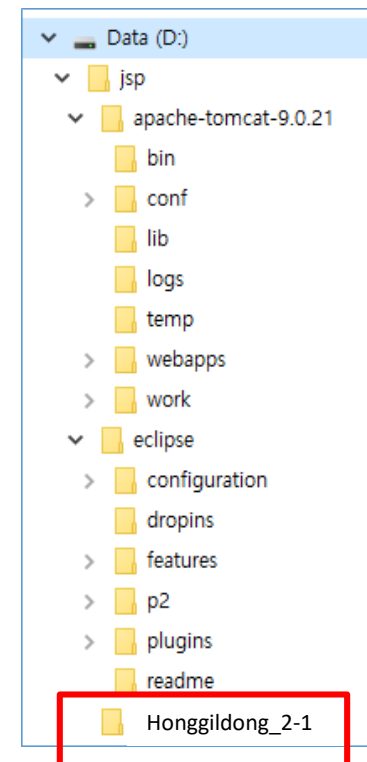 Data (D:)
jsp
apache-tomcat-9.0.21
bin
conf
lib
logs
temp
webapps
work
eclipse
configuration
dropins
features
p2
plugins
readme
Honggildong_2-1